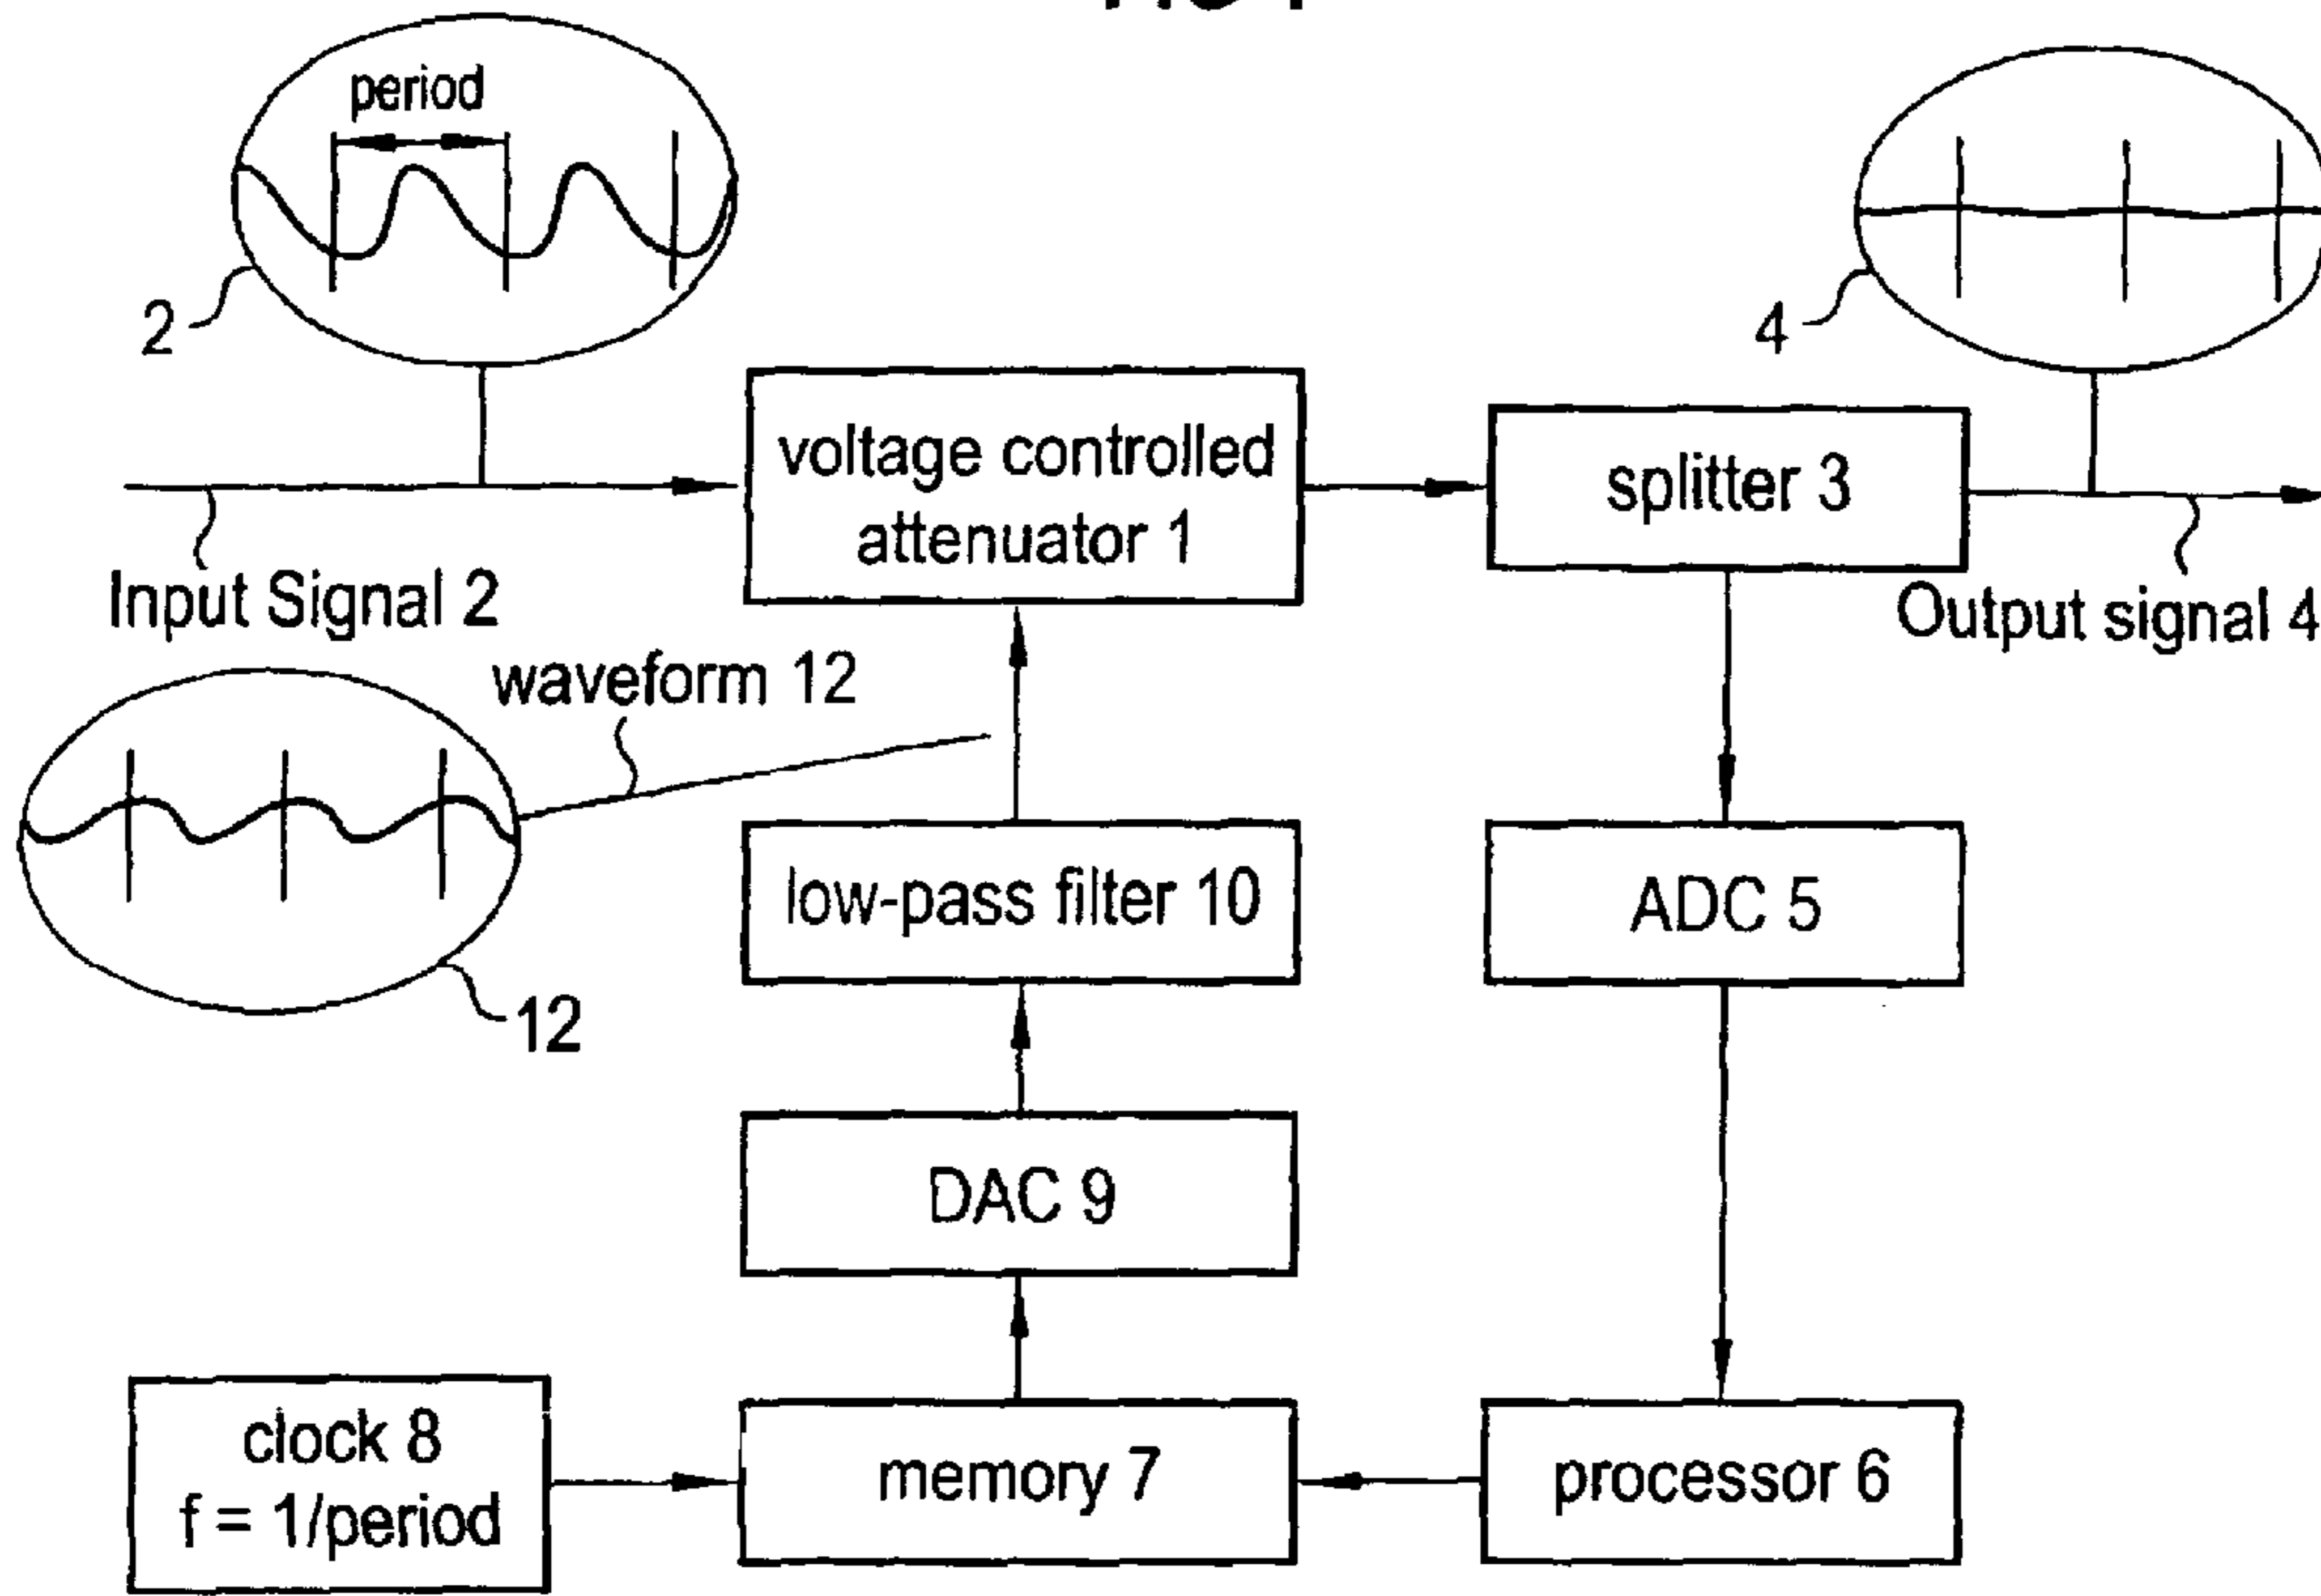 period
2
4
voltage controlled
attenuator 1
splitter 3
Input Signal 2
Output signal 4
waveform 12
low-pass filter 10
ADC 5
12
DAC 9
clock 8
f = 1/period
memory 7
processor 6